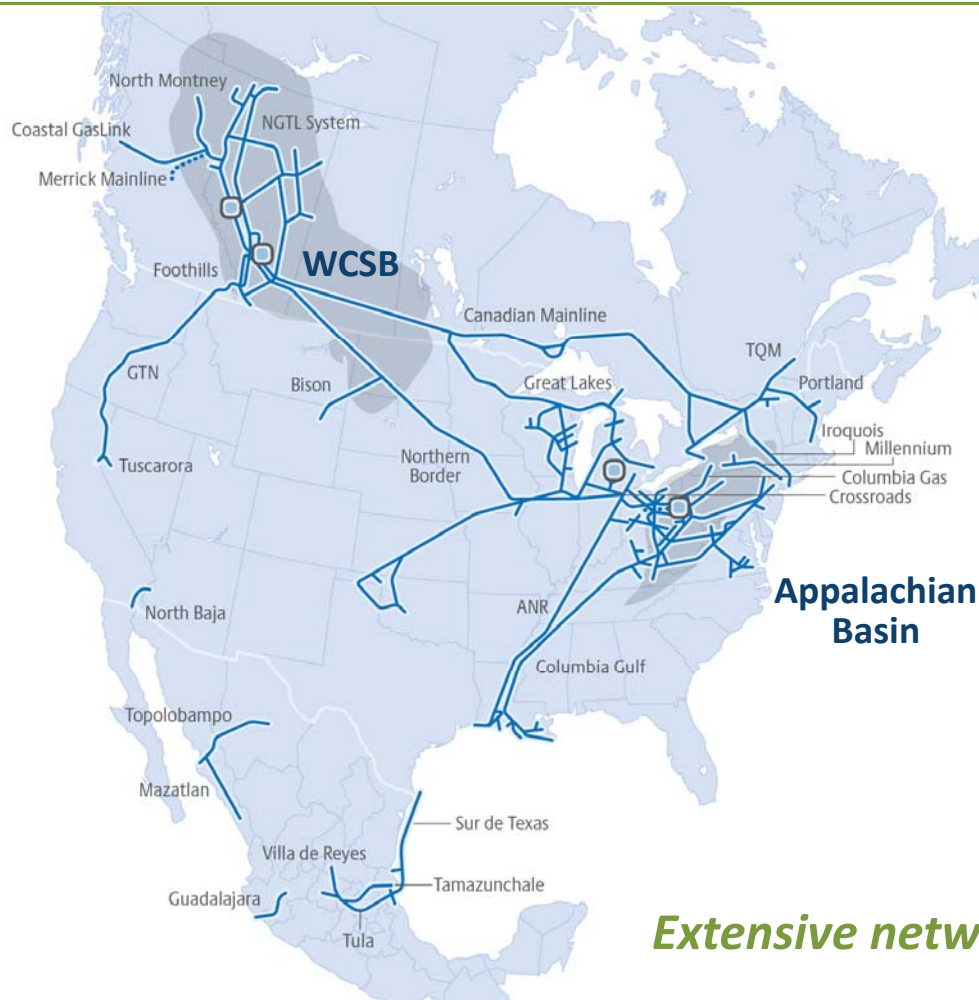 North Montney
NGTL System
Coastal GasLink
Merrick Mainline
WCSB
Foothills
Canadian Mainline
TQM
GTN
Great Lakes
Portland
Bison
Iroquois
Millennium
Northern
Border
Tuscarora
Columbia Gas
Crossroads
North Baja
ANR
Appalachian
Basin
Columbia Gulf
Topolobampo
Mazatlan
Sur de Texas
Villa de Reyes
Tamazunchale
Guadalajara
Tula
Extensive netw